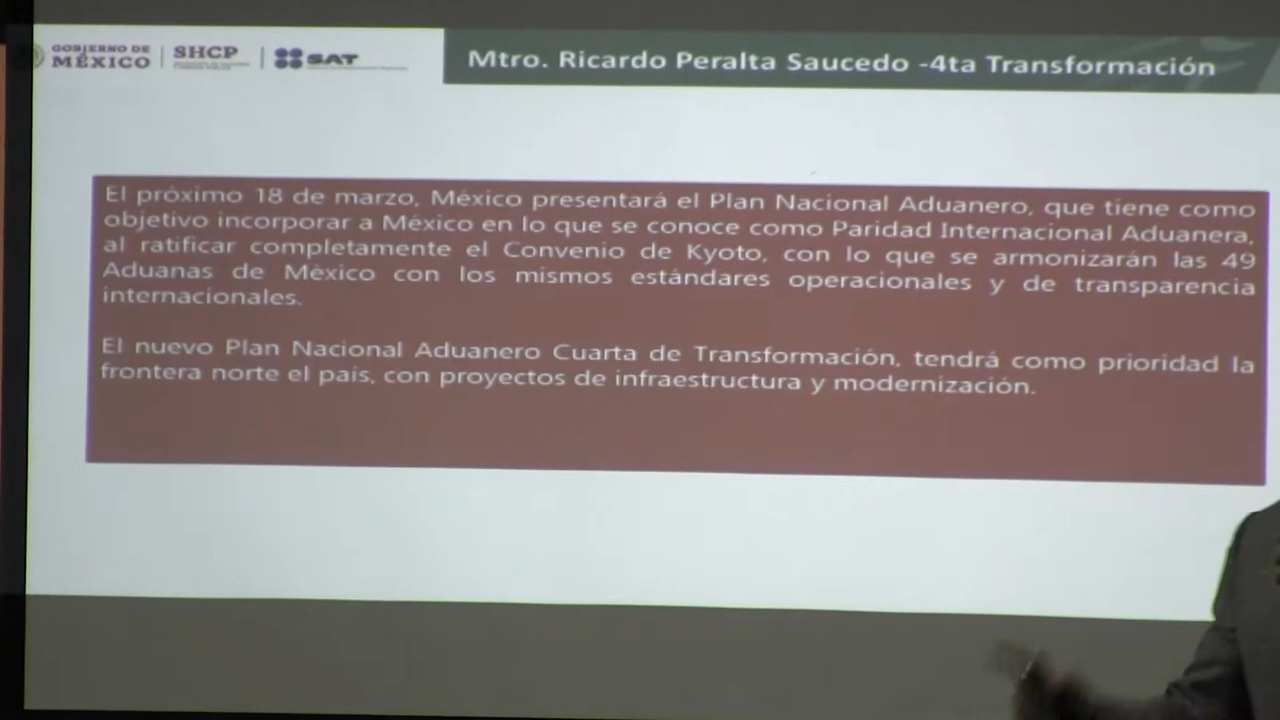 GOBIERNO DE
MÉXICO
SHCP
SAT
Mtro. Ricardo Peralta Saucedo -4ta Transformación
El próximo 18 de marzo, México presentará el Plan Nacional Aduanero, que tiene como
objetivo incorporar a México en lo que se conoce como Paridad Internacional Aduanera,
al ratificar completamente el Convenio de Kyoto, con lo que se armonizarán las 49
Aduanas de México con los mismos estándares operacionales y de transparencia
internacionales.
El nuevo Plan Nacional Aduanero Cuarta de Transformación, tendrá como prioridad la
frontera norte el país, con proyectos de infraestructura y modernización.